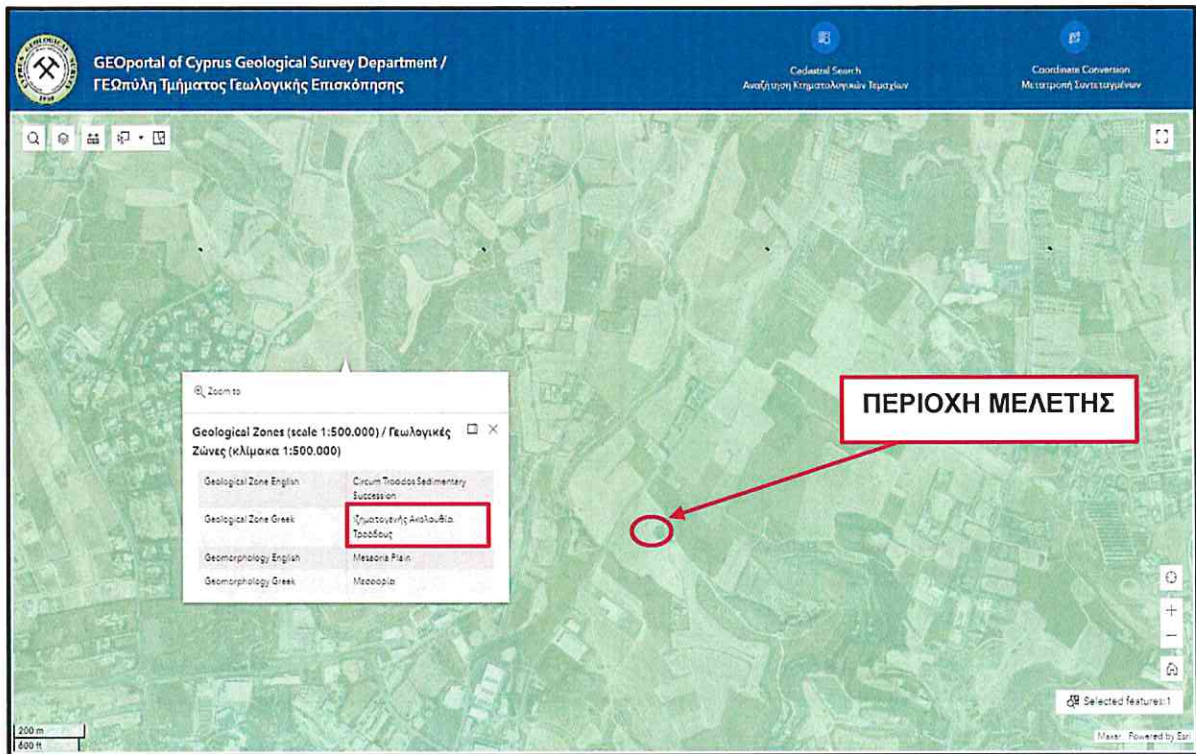 GEOportal of Cyprus Geological Survey Department /
ΓΕΩπύλη Τμήματος Γεωλογικής Επισκόπησης
Cadastral Search
Αναζήτηση Κτηματολογικών Τεμαχίων
Coordinate Conversion
Μετατροπή Συντεταγμένων
Zoom to
Geological Zones (scale 1:500.000) / Γεωλογικές
Ζώνες (κλίμακα 1:500.000)
Geological Zone English
Circum Troodos Sedimentary
Succession
Geological Zone Greek
Ιζηματογενής Ακολουθία
Τροόδους
Geomorphology English
Mesaoria Plain
Geomorphology Greek
Μεσαορία
ΠΕΡΙΟΧΗ ΜΕΛΕΤΗΣ
Selected features:1
200 m
600 ft
Maxar Powered by Esri